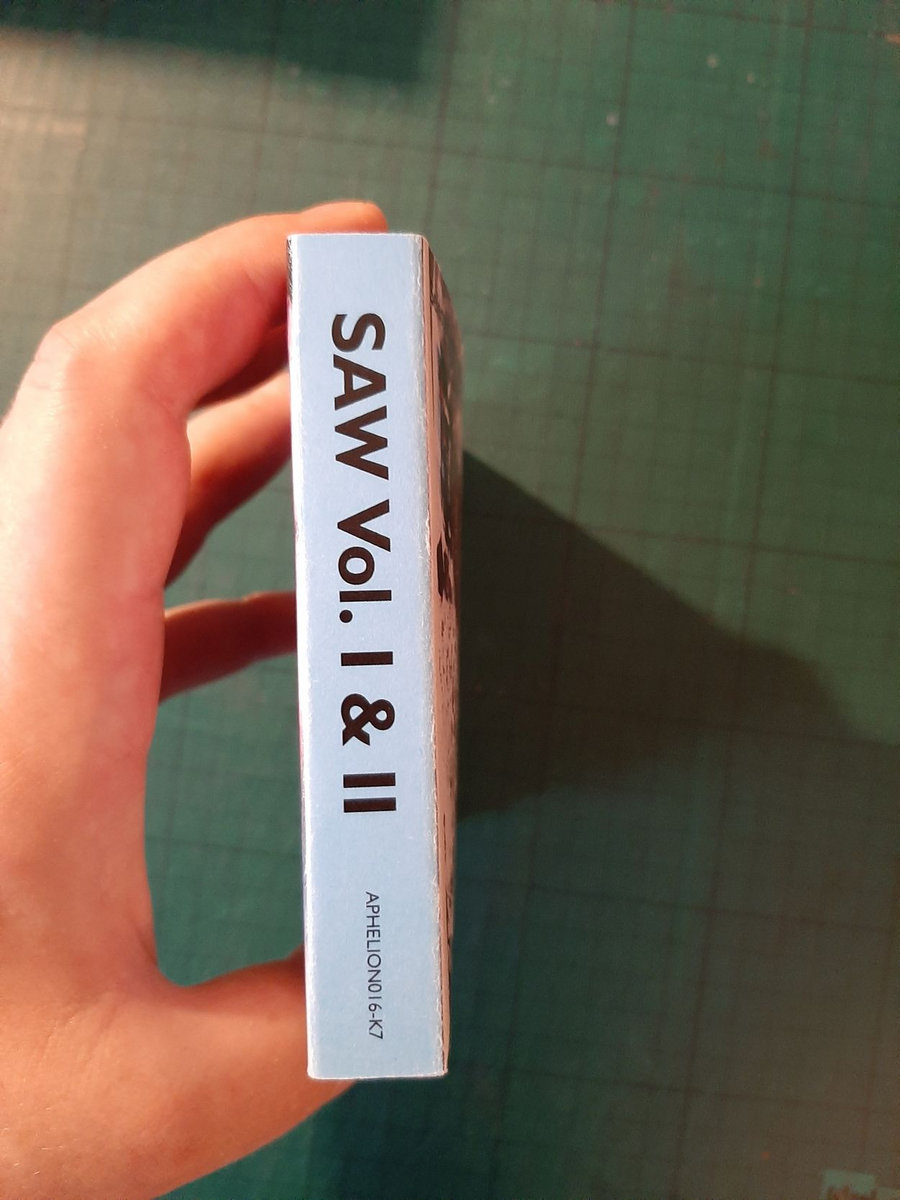 SAW Vol. I & II
APHELION016-K7